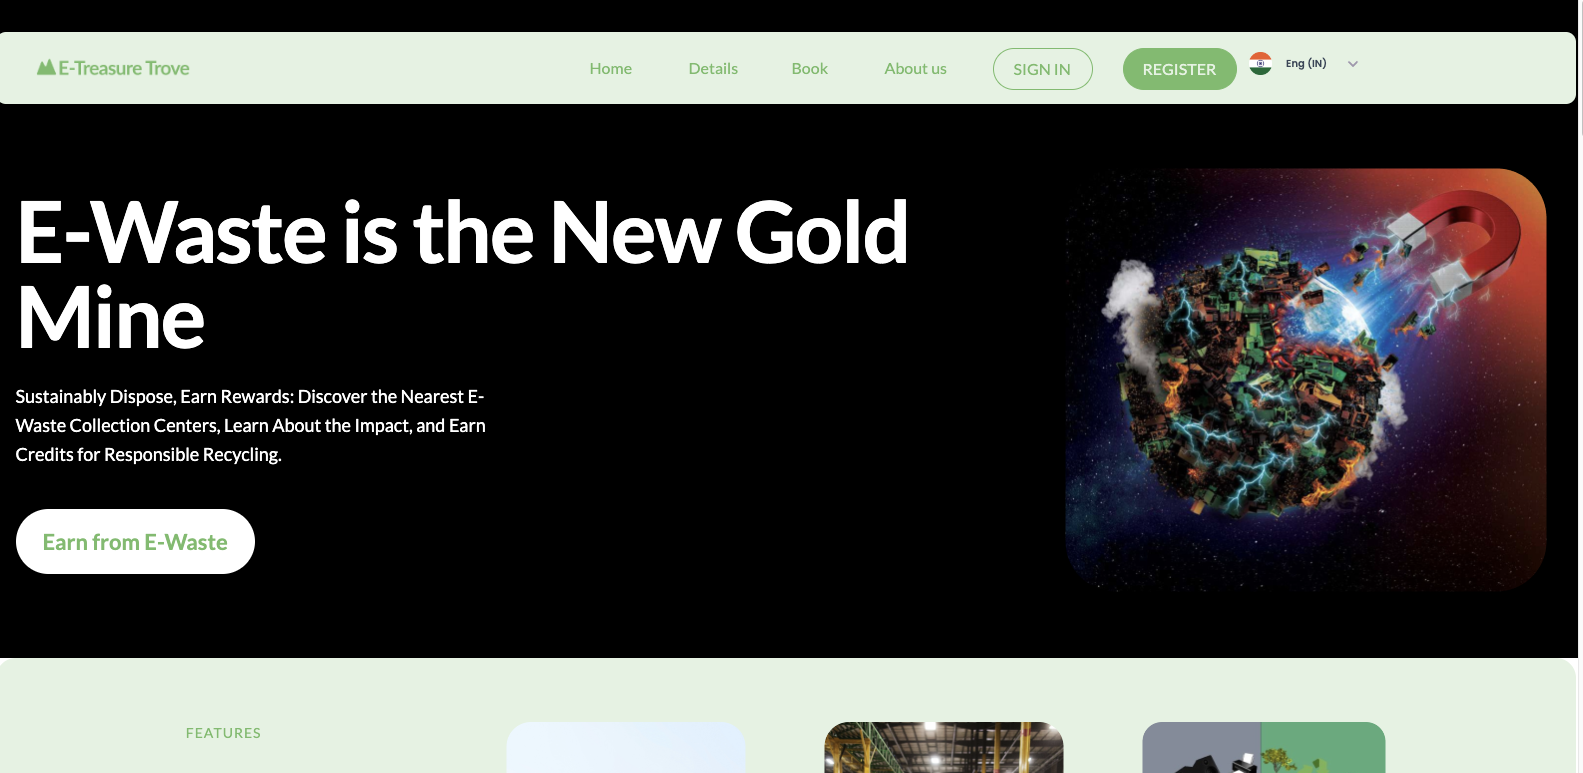 E-Treasure Trove
Home
Details
Book
About us
SIGN IN
REGISTER
Eng (IN)
E-Waste is the New Gold
Mine
Sustainably Dispose, Earn Rewards: Discover the Nearest E-
Waste Collection Centers, Learn About the Impact, and Earn
Credits for Responsible Recycling.
Earn from E-Waste
FEATURES